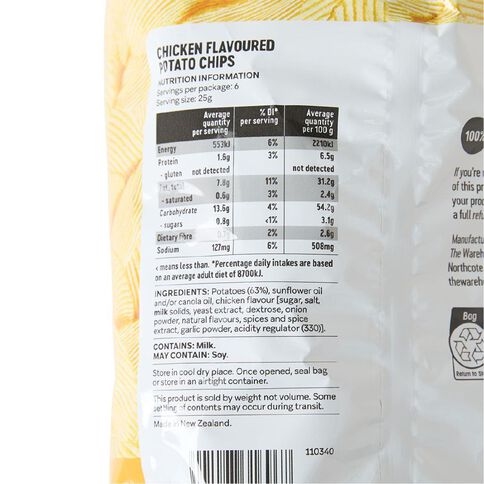 CHICKEN FLAVOURED
POTATO CHIPS
NUTRITION INFORMATION
Servings per package: 6
Serving size: 25g
Average quantity per serving % DI* per serving Average quantity per 100 g
Energy 553kJ 6% 2210kJ
Protein 1.6g 3% 6.5g
- gluten not detected not detected
Fat, total 7.8g 11% 31.2g
- saturated 0.6g 3% 2.4g
Carbohydrate 13.6g 4% 54.2g
- sugars 0.8g <1% 3.1g
Dietary fibre 2% 2.6g
Sodium 127mg 6% 508mg
< means less than. *Percentage daily intakes are based
on an average adult diet of 8700kJ.
INGREDIENTS: Potatoes (63%), sunflower oil
and/or canola oil, chicken flavour [sugar, salt,
milk solids, yeast extract, dextrose, onion
powder, natural flavours, spices and spice
extract, garlic powder, acidity regulator (330)].
CONTAINS: Milk.
MAY CONTAIN: Soy.
Store in cool dry place. Once opened, seal bag
or store in an airtight container.
This product is sold by weight not volume. Some
settling of contents may occur during transit.
Made in New Zealand.
110340
100%
If you're
of this pr
your produ
a full refu
Manufactur
The Wareh
Northcote
thewareho
Bag
Return to St